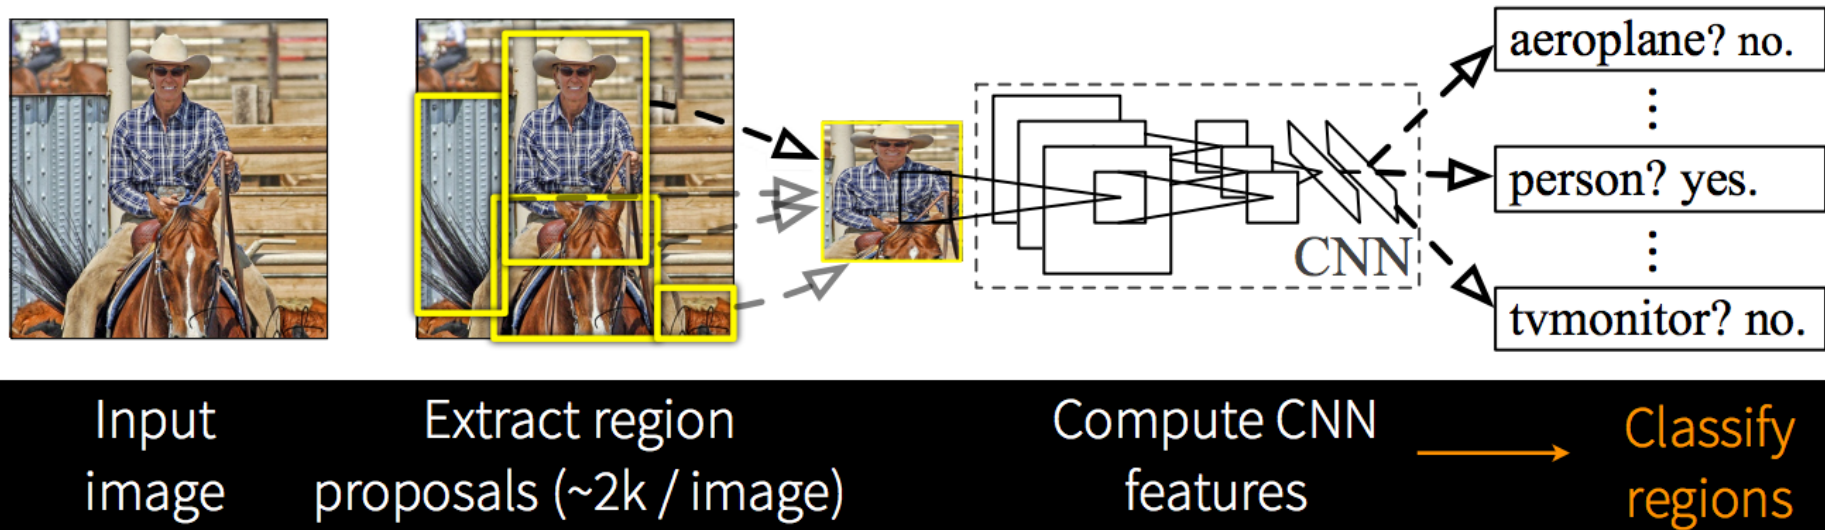 aeroplane? no.
⋮
person? yes.
⋮
tvmonitor? no.
CNN
Input
image
Extract region
proposals (~2k / image)
Compute CNN
features
Classify
regions